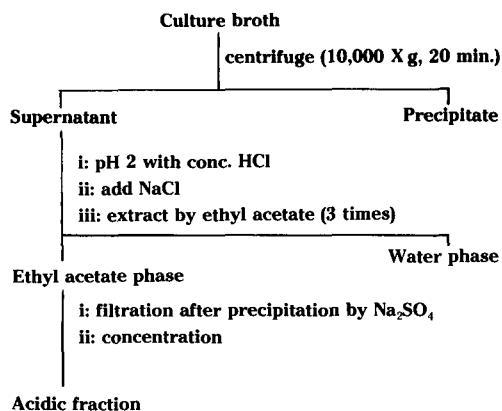 Culture broth
centrifuge (10,000 X g, 20 min.)
Supernatant
Precipitate
i: pH 2 with conc. HCl
ii: add NaCl
iii: extract by ethyl acetate (3 times)
Water phase
Ethyl acetate phase
i: filtration after precipitation by Na₂SO₄
ii: concentration
Acidic fraction